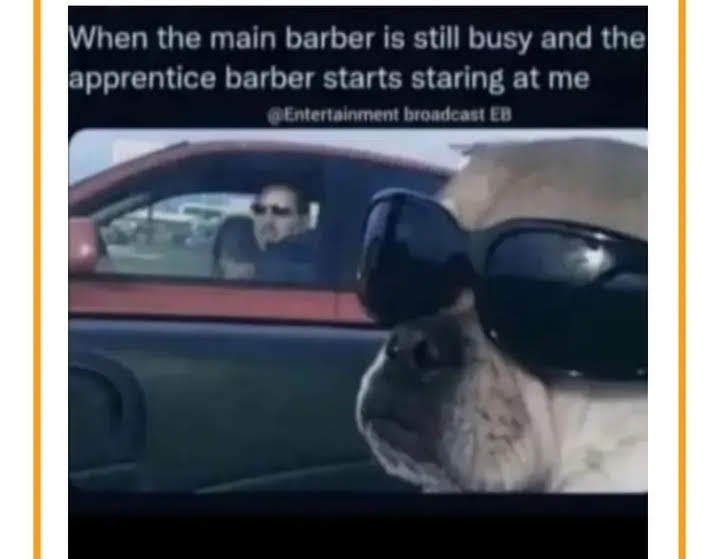 When the main barber is still busy and the
apprentice barber starts staring at me
@Entertainment broadcast EB